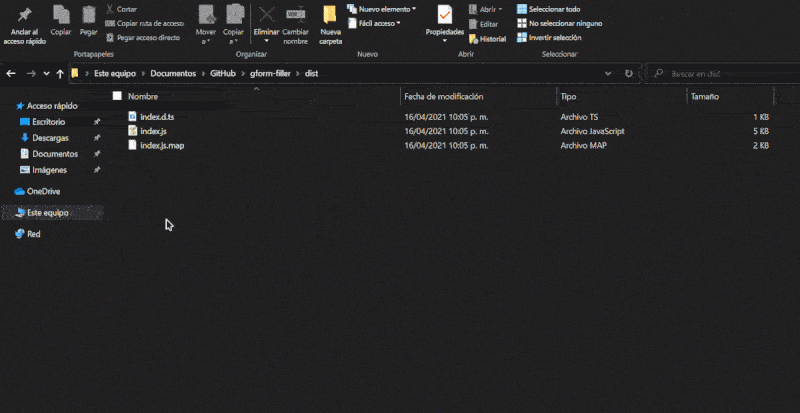 Andar al acceso rápido
Copiar
Pegar
Cortar
Copiar ruta de acceso
Pegar acceso directo
Portapapeles
Mover a
Copiar a
Eliminar
Cambiar nombre
Organizar
Nueva carpeta
Nuevo elemento
Fácil acceso
Nuevo
Propiedades
Abrir
Editar
Historial
Abrir
Seleccionar todo
No seleccionar ninguno
Invertir selección
Seleccionar
Este equipo > Documentos > GitHub > gform-filler > dist
Buscar en dist
Nombre Fecha de modificación Tipo Tamaño
index.d.ts 16/04/2021 10:05 p. m. Archivo TS 1 KB
index.js 16/04/2021 10:05 p. m. Archivo JavaScript 5 KB
index.js.map 16/04/2021 10:05 p. m. Archivo MAP 2 KB
Acceso rápido
Escritorio
Descargas
Documentos
Imágenes
OneDrive
Este equipo
Red